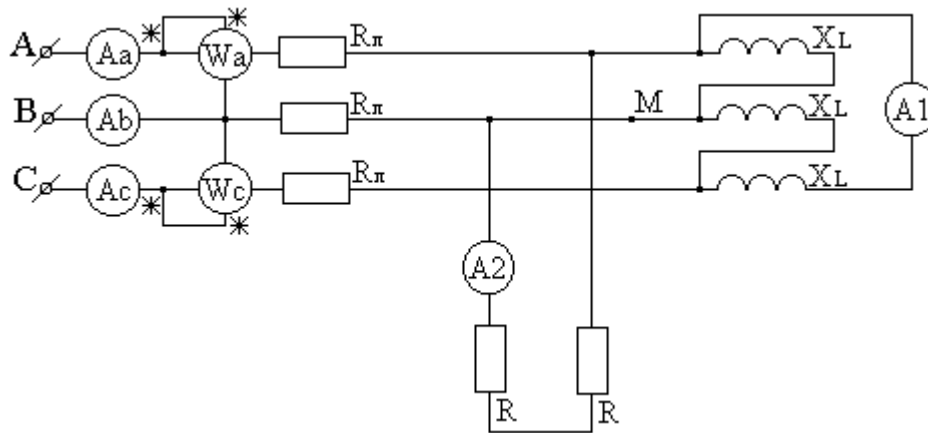 A Aa * * Wa Rл XL
B Ab Rл M XL A1
C Ac * * Wc Rл XL
A2
R R